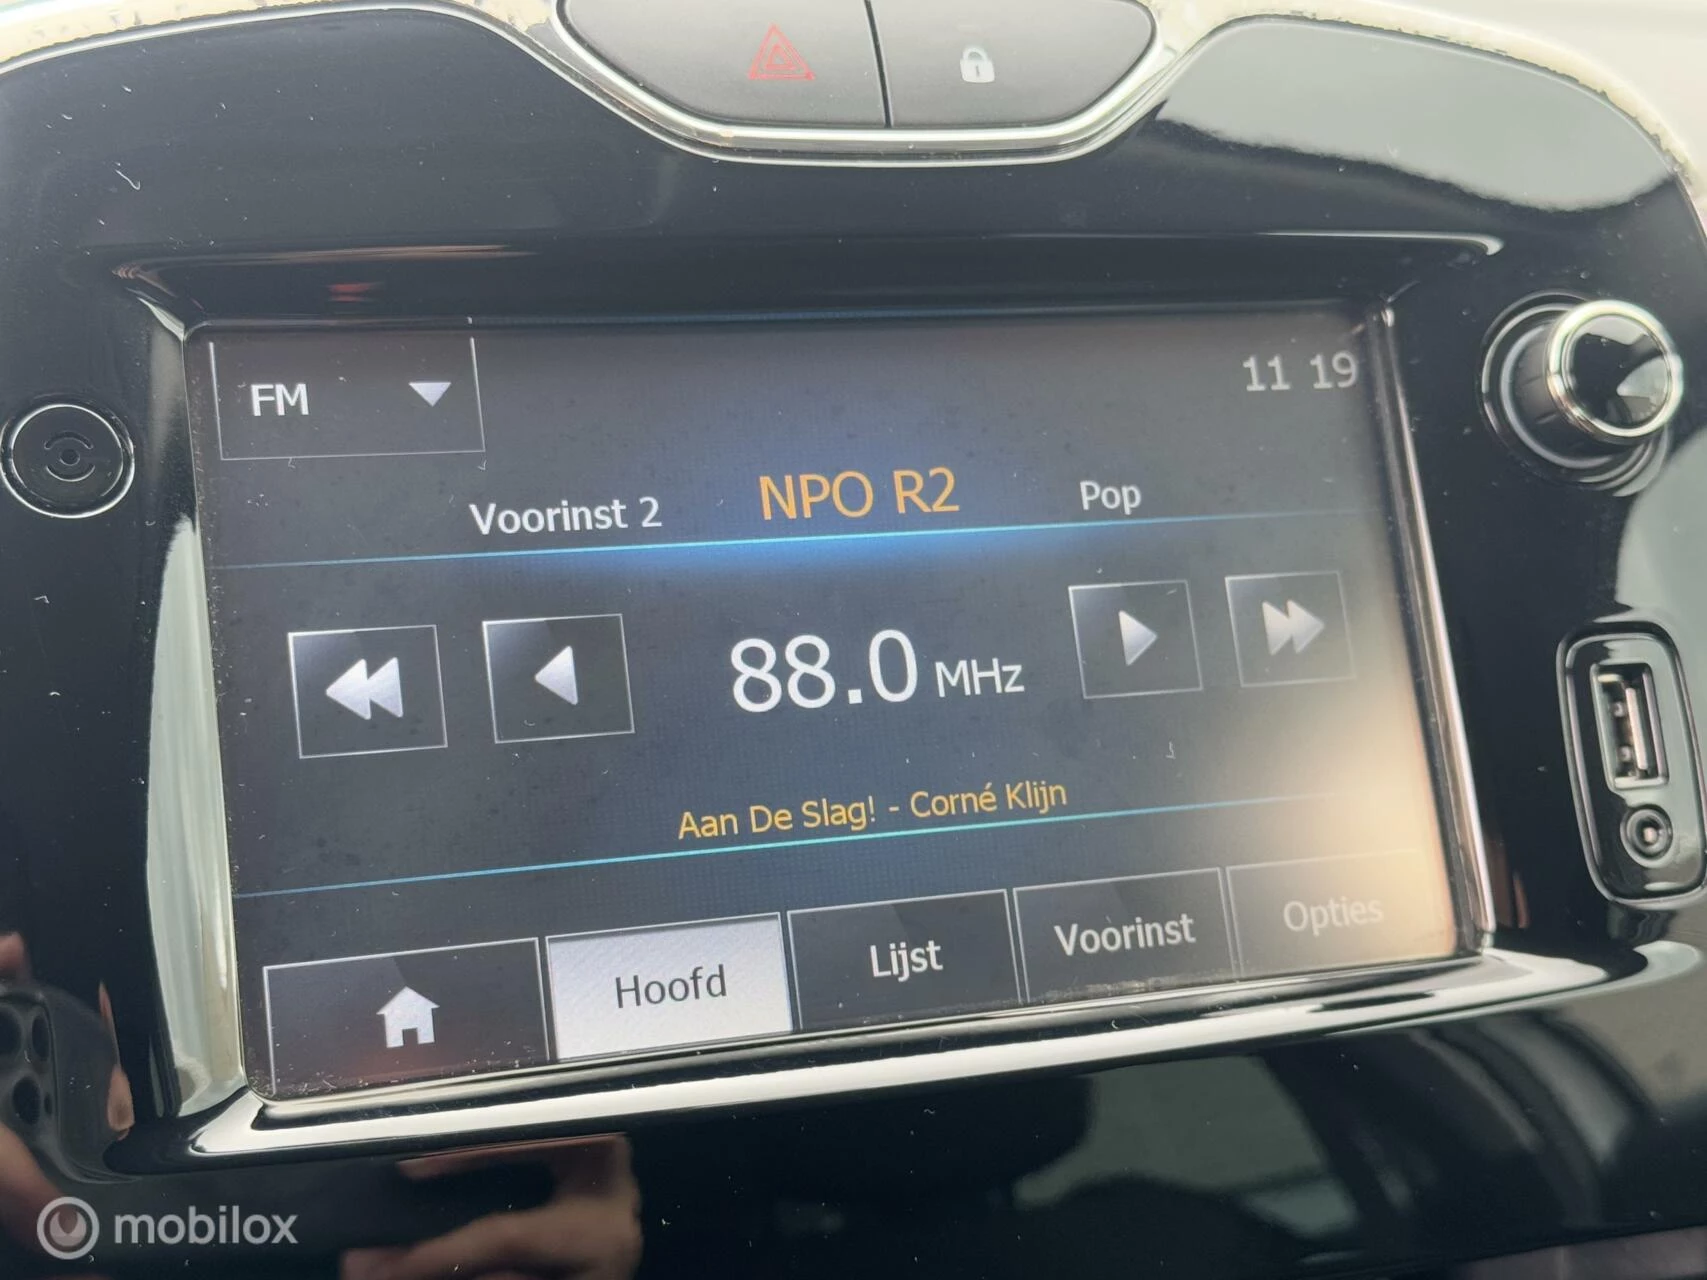 FM
11 19
Voorinst 2 NPO R2 Pop
88.0 MHz
Aan De Slag! - Corné Klijn
Hoofd Lijst Voorinst Opties
mobilox